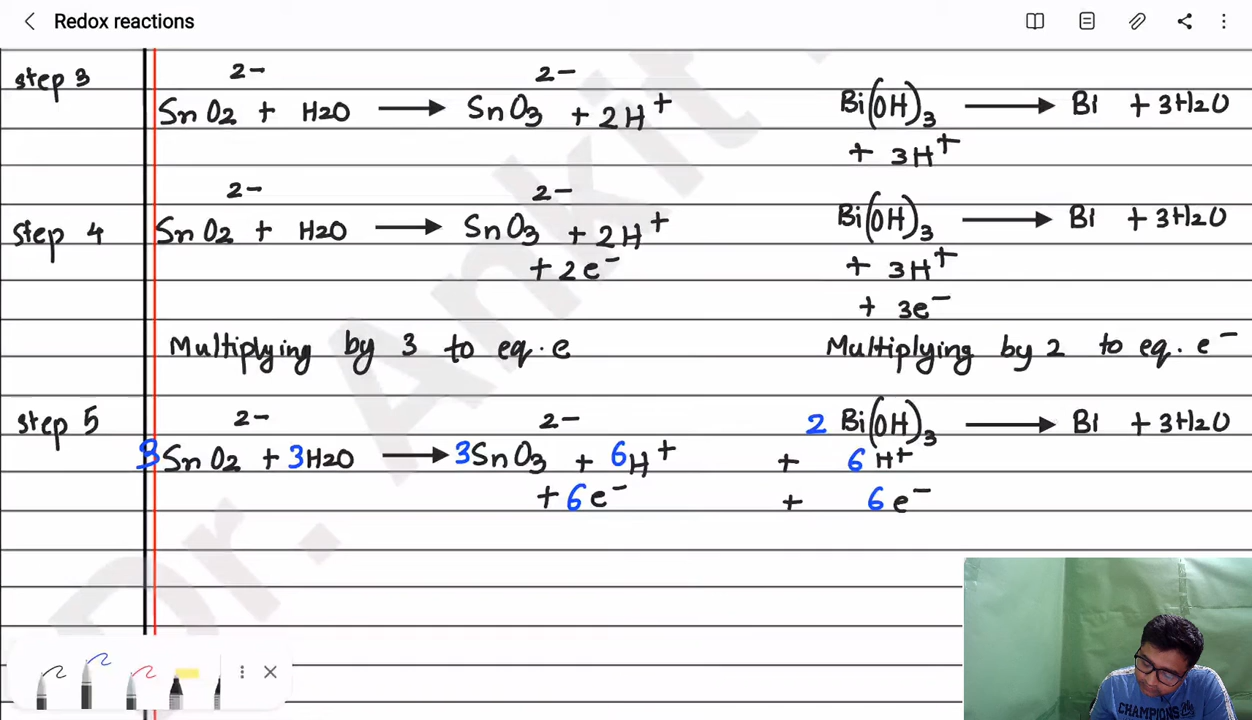 Redox reactions
step 3
2- 2-
SnO2 + H2O ⟶ SnO3 + 2H+ Bi(OH)3 ⟶ Bi + 3H2O
+ 3H+
2- 2-
step 4 SnO2 + H2O ⟶ SnO3 + 2H+ Bi(OH)3 ⟶ Bi + 3H2O
+ 2e- + 3H+
+ 3e-
Multiplying by 3 to eq. e Multiplying by 2 to eq. e-
step 5 2- 2- 2 Bi(OH)3 ⟶ Bi + 3H2O
3SnO2 + 3H2O ⟶ 3SnO3 + 6H+ + 6H+
+ 6e- + 6e-
Dr. Ankit
CHAMPIONS